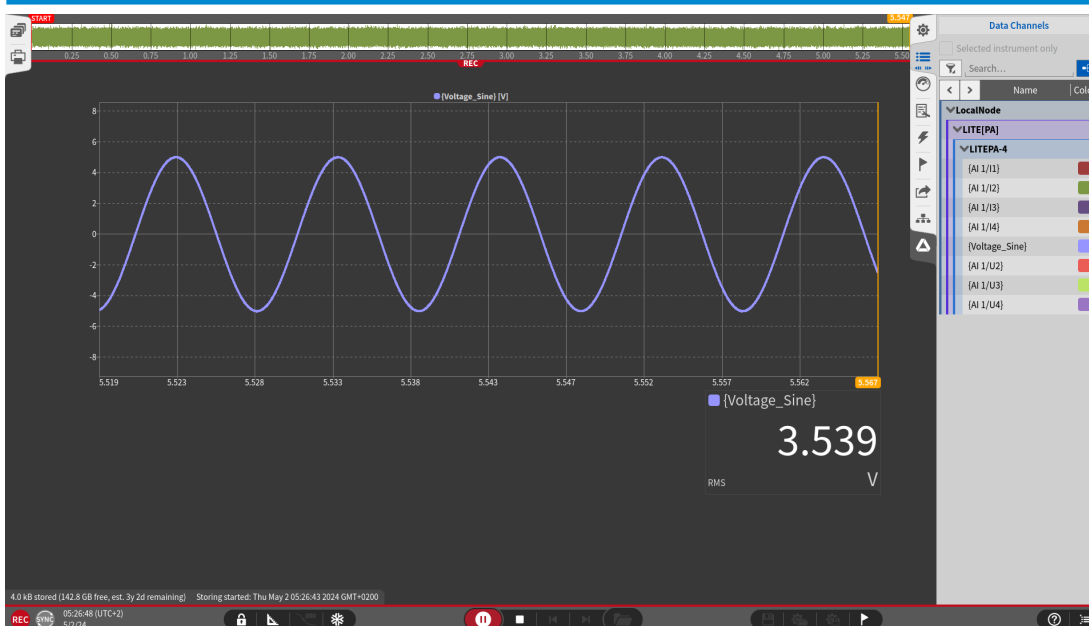 START
5.547
0.25 0.50 0.75 1.00 1.25 1.50 1.75 2.00 2.25 2.50 2.75 3.00 3.25 3.50 3.75 4.00 4.25 4.50 4.75 5.00 5.25 5.50
REC
{Voltage_Sine} [V]
8
6
4
2
0
-2
-4
-6
-8
5.519 5.523 5.528 5.533 5.538 5.543 5.547 5.552 5.557 5.562 5.567
{Voltage_Sine}
3.539
RMS V
4.0 kB stored (142.8 GB free, est. 3y 2d remaining) Storing started: Thu May 2 05:26:43 2024 GMT+0200
REC SYNC 05:26:48 (UTC+2)
5/2/24
Data Channels
Selected instrument only
Search...
Name
LocalNode
LITE[PA]
LITEPA-4
{AI 1/I1}
{AI 1/I2}
{AI 1/I3}
{AI 1/I4}
{Voltage_Sine}
{AI 1/U2}
{AI 1/U3}
{AI 1/U4}